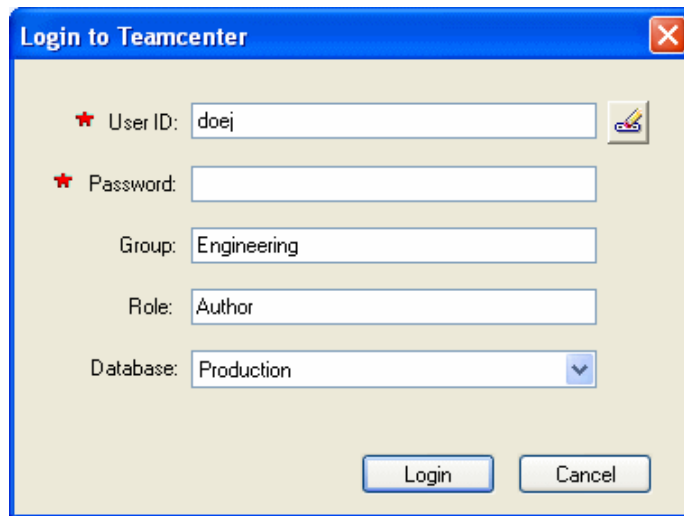 Login to Teamcenter
User ID: doej
Password:
Group: Engineering
Role: Author
Database: Production
Login Cancel